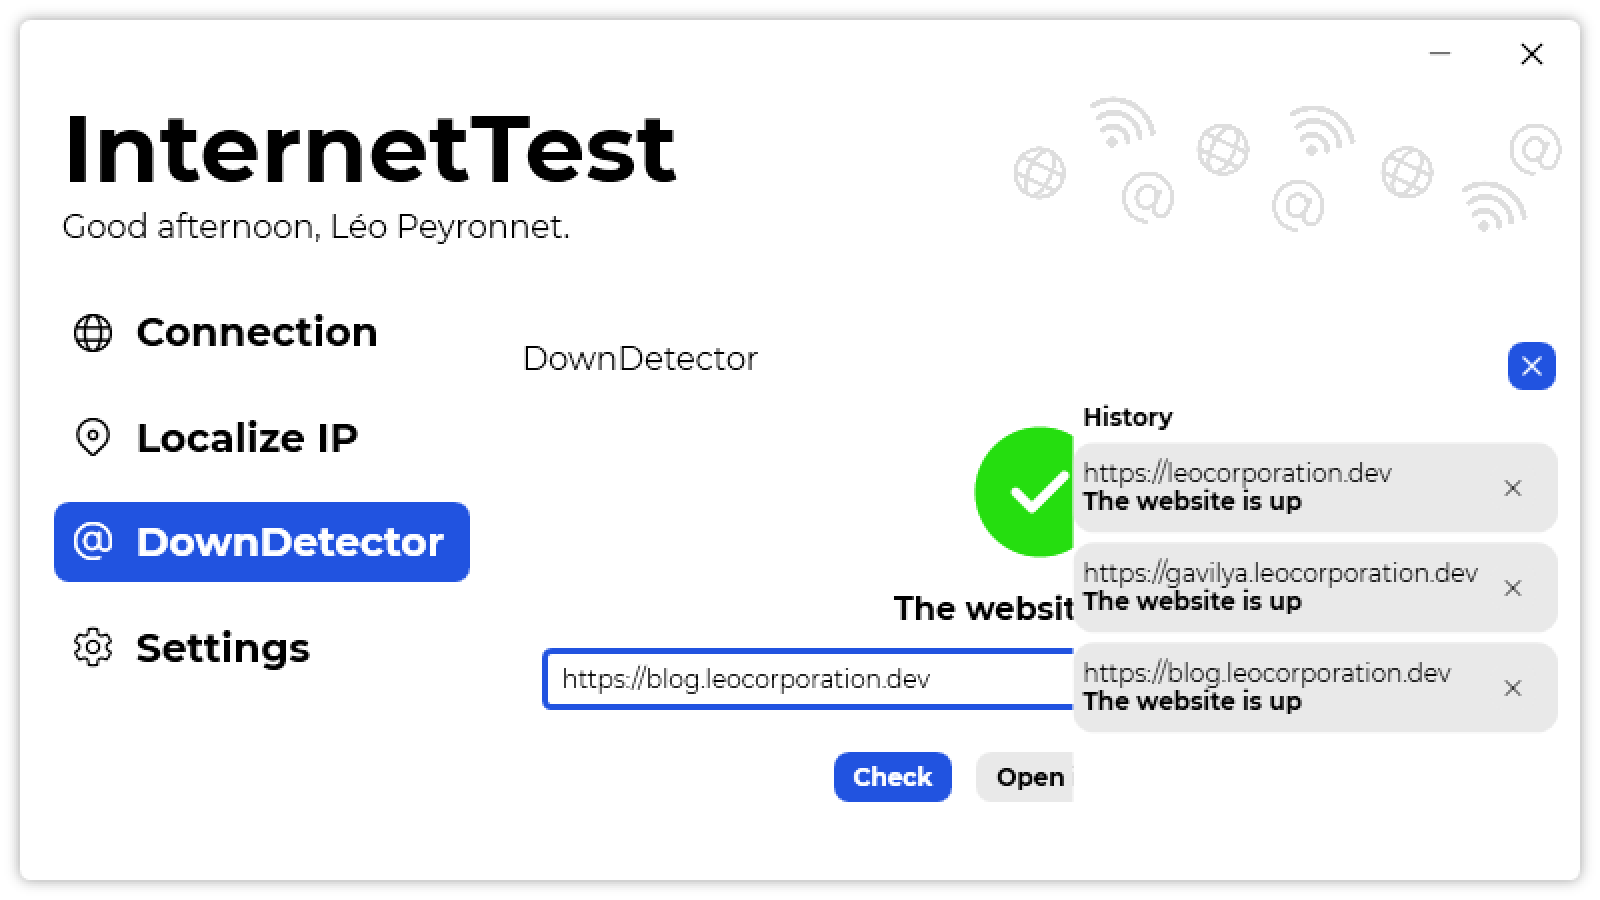 InternetTest
Good afternoon, Léo Peyronnet.
Connection
Localize IP
DownDetector
Settings
DownDetector
The websit
https://blog.leocorporation.dev
Check
Open
History
https://leocorporation.dev
The website is up
https://gavilya.leocorporation.dev
The website is up
https://blog.leocorporation.dev
The website is up